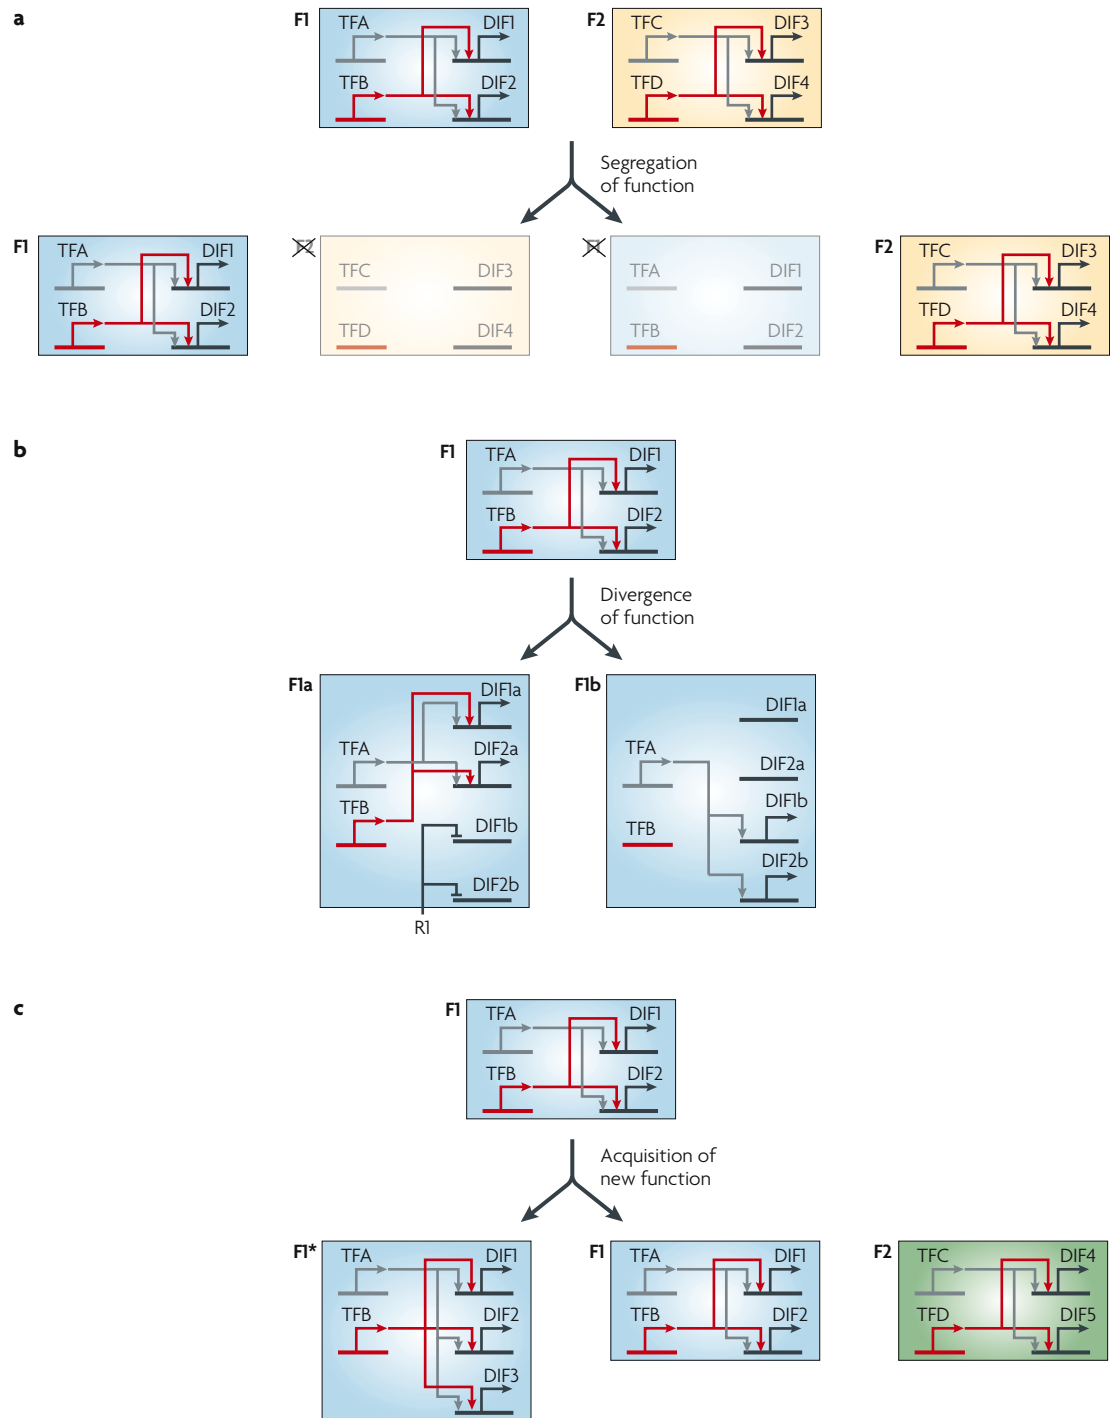 a
F1
TFA
DIF1
TFB
DIF2
F2
TFC
DIF3
TFD
DIF4
Segregation
of function
F1
TFA
DIF1
TFB
DIF2
F2
TFC
DIF3
TFD
DIF4
F1
TFA
DIF1
TFB
DIF2
F2
TFC
DIF3
TFD
DIF4
b
F1
TFA
DIF1
TFB
DIF2
Divergence
of function
F1a
DIF1a
TFA
DIF2a
TFB
DIF1b
DIF2b
R1
F1b
DIF1a
TFA
DIF2a
DIF1b
TFB
DIF2b
c
F1
TFA
DIF1
TFB
DIF2
Acquisition of
new function
F1*
TFA
DIF1
TFB
DIF2
DIF3
F1
TFA
DIF1
TFB
DIF2
F2
TFC
DIF4
TFD
DIF5